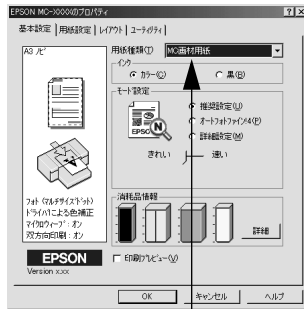 EPSON MC-XXXXのプロパティ
基本設定 用紙設定 レイアウト ユーティリティ
A3 ノビ
用紙種類(T) MC画材用紙
インク
カラー(C) 黒(B)
モード設定
推奨設定(U)
オートフォトファイン!4(P)
詳細設定(M)
EPSON
きれい 速い
フォト (マルチサイズドット)
ドライバによる色補正
マイクロウィーブ: オン
双方向印刷: オン
消耗品情報
詳細
EPSON
Version x.xx
印刷プレビュー(V)
OK キャンセル ヘルプ